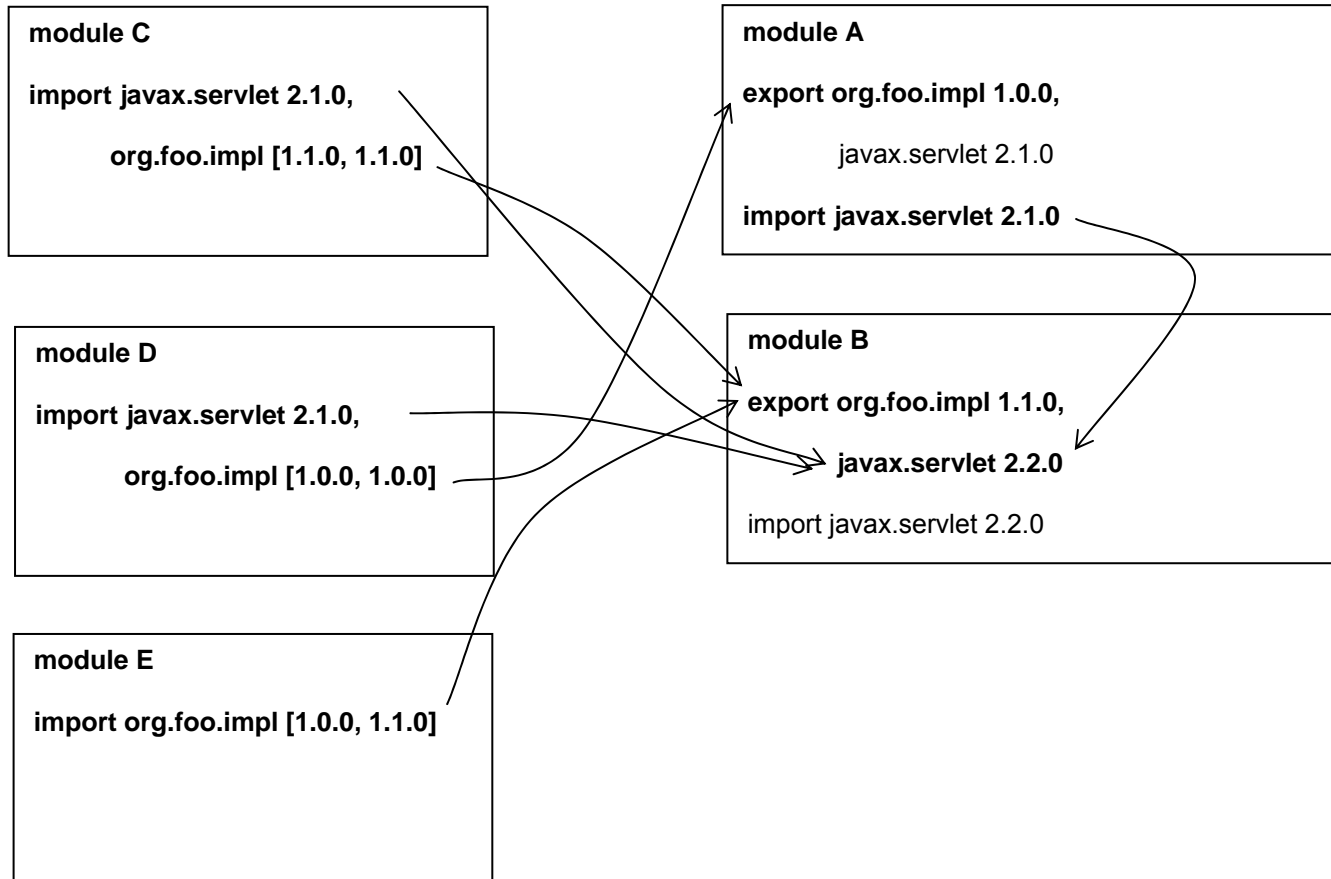 module C
import javax.servlet 2.1.0,
org.foo.impl [1.1.0, 1.1.0]
module A
export org.foo.impl 1.0.0,
javax.servlet 2.1.0
import javax.servlet 2.1.0
module D
import javax.servlet 2.1.0,
org.foo.impl [1.0.0, 1.0.0]
module B
export org.foo.impl 1.1.0,
javax.servlet 2.2.0
import javax.servlet 2.2.0
module E
import org.foo.impl [1.0.0, 1.1.0]